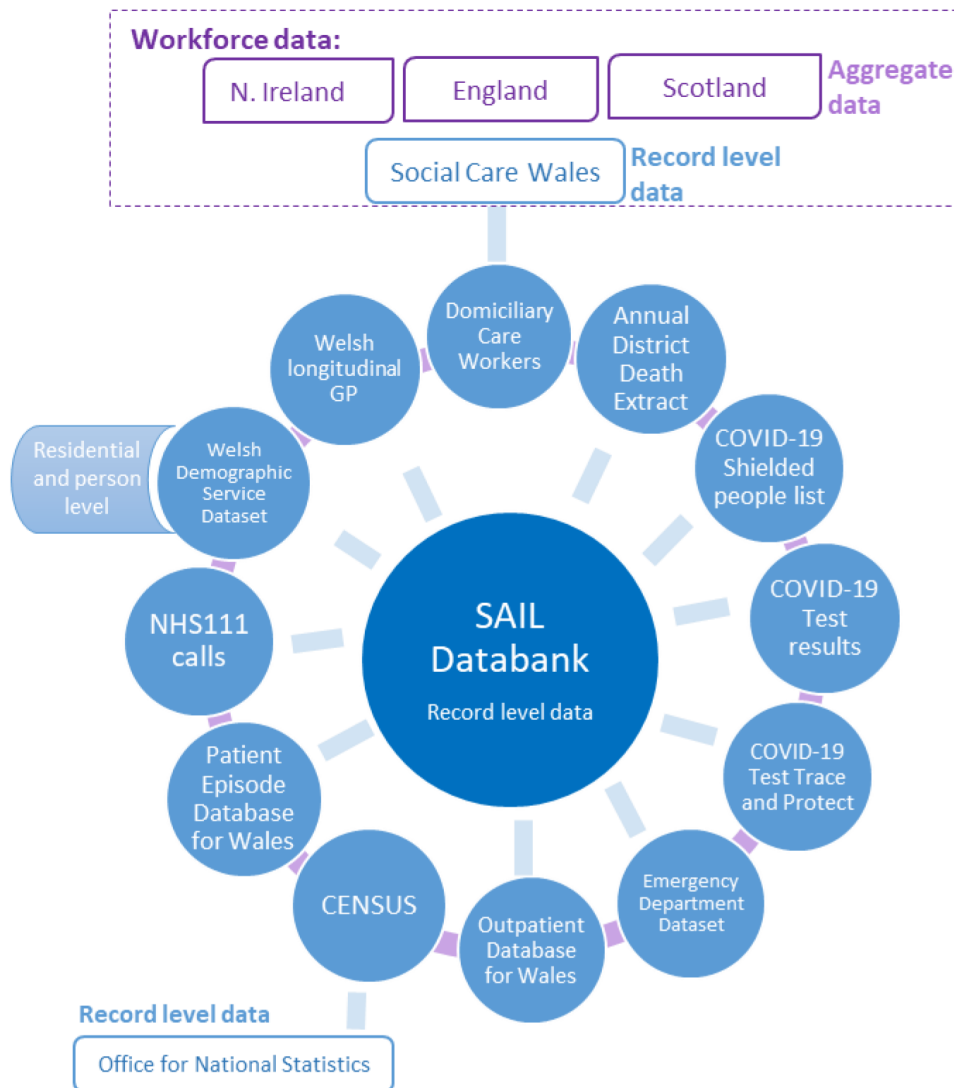 Workforce data:
N. Ireland
England
Scotland
Aggregate
data
Social Care Wales
Record level
data
Domiciliary
Care
Workers
Annual
District
Death
Extract
COVID-19
Shielded
people list
COVID-19
Test
results
COVID-19
Test Trace
and Protect
Emergency
Department
Dataset
Outpatient
Database
for Wales
CENSUS
Patient
Episode
Database
for Wales
NHS111
calls
Welsh
Demographic
Service
Dataset
Residential
and person
level
Welsh
longitudinal
GP
SAIL
Databank
Record level data
Record level data
Office for National Statistics